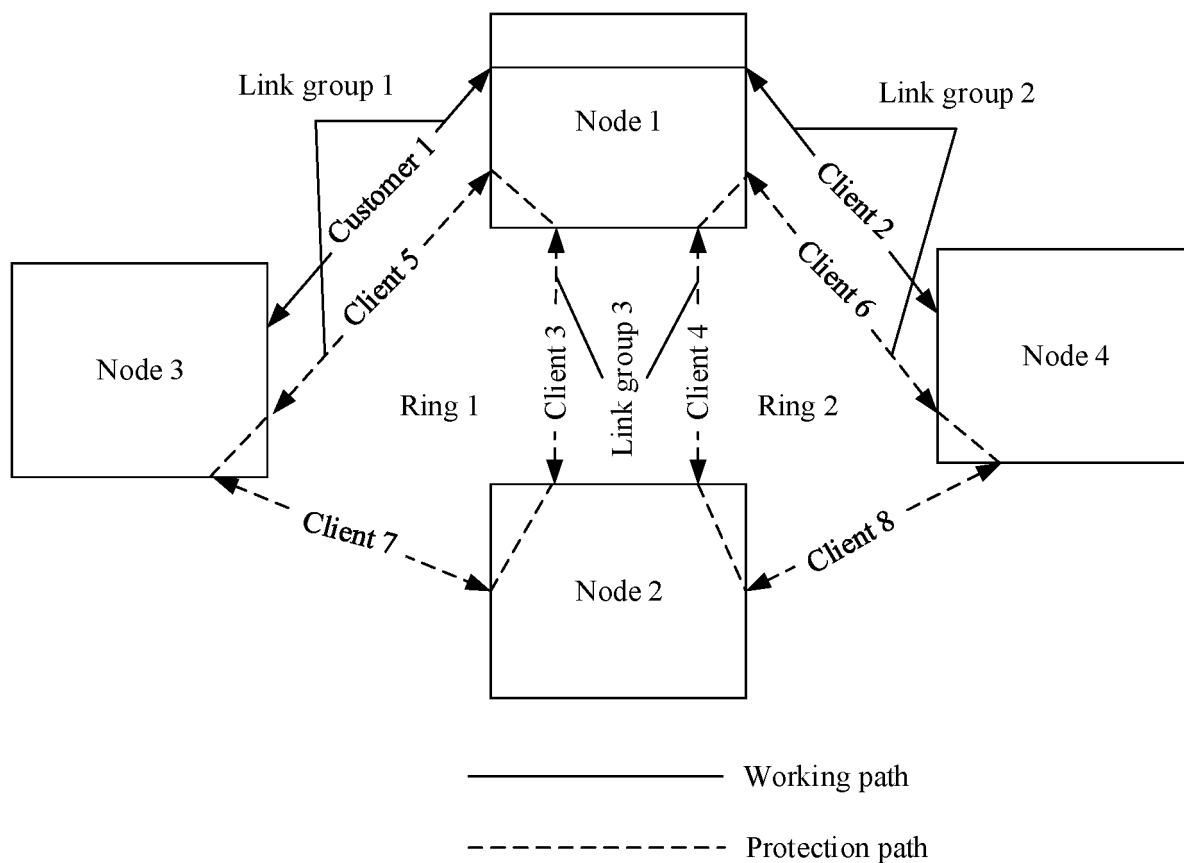 Link group 1
Link group 2
Node 1
Customer 1
Client 2
Client 5
Client 6
Node 3
Client 3
Link group 3
Client 4
Node 4
Ring 1
Ring 2
Client 7
Client 8
Node 2
Working path
Protection path